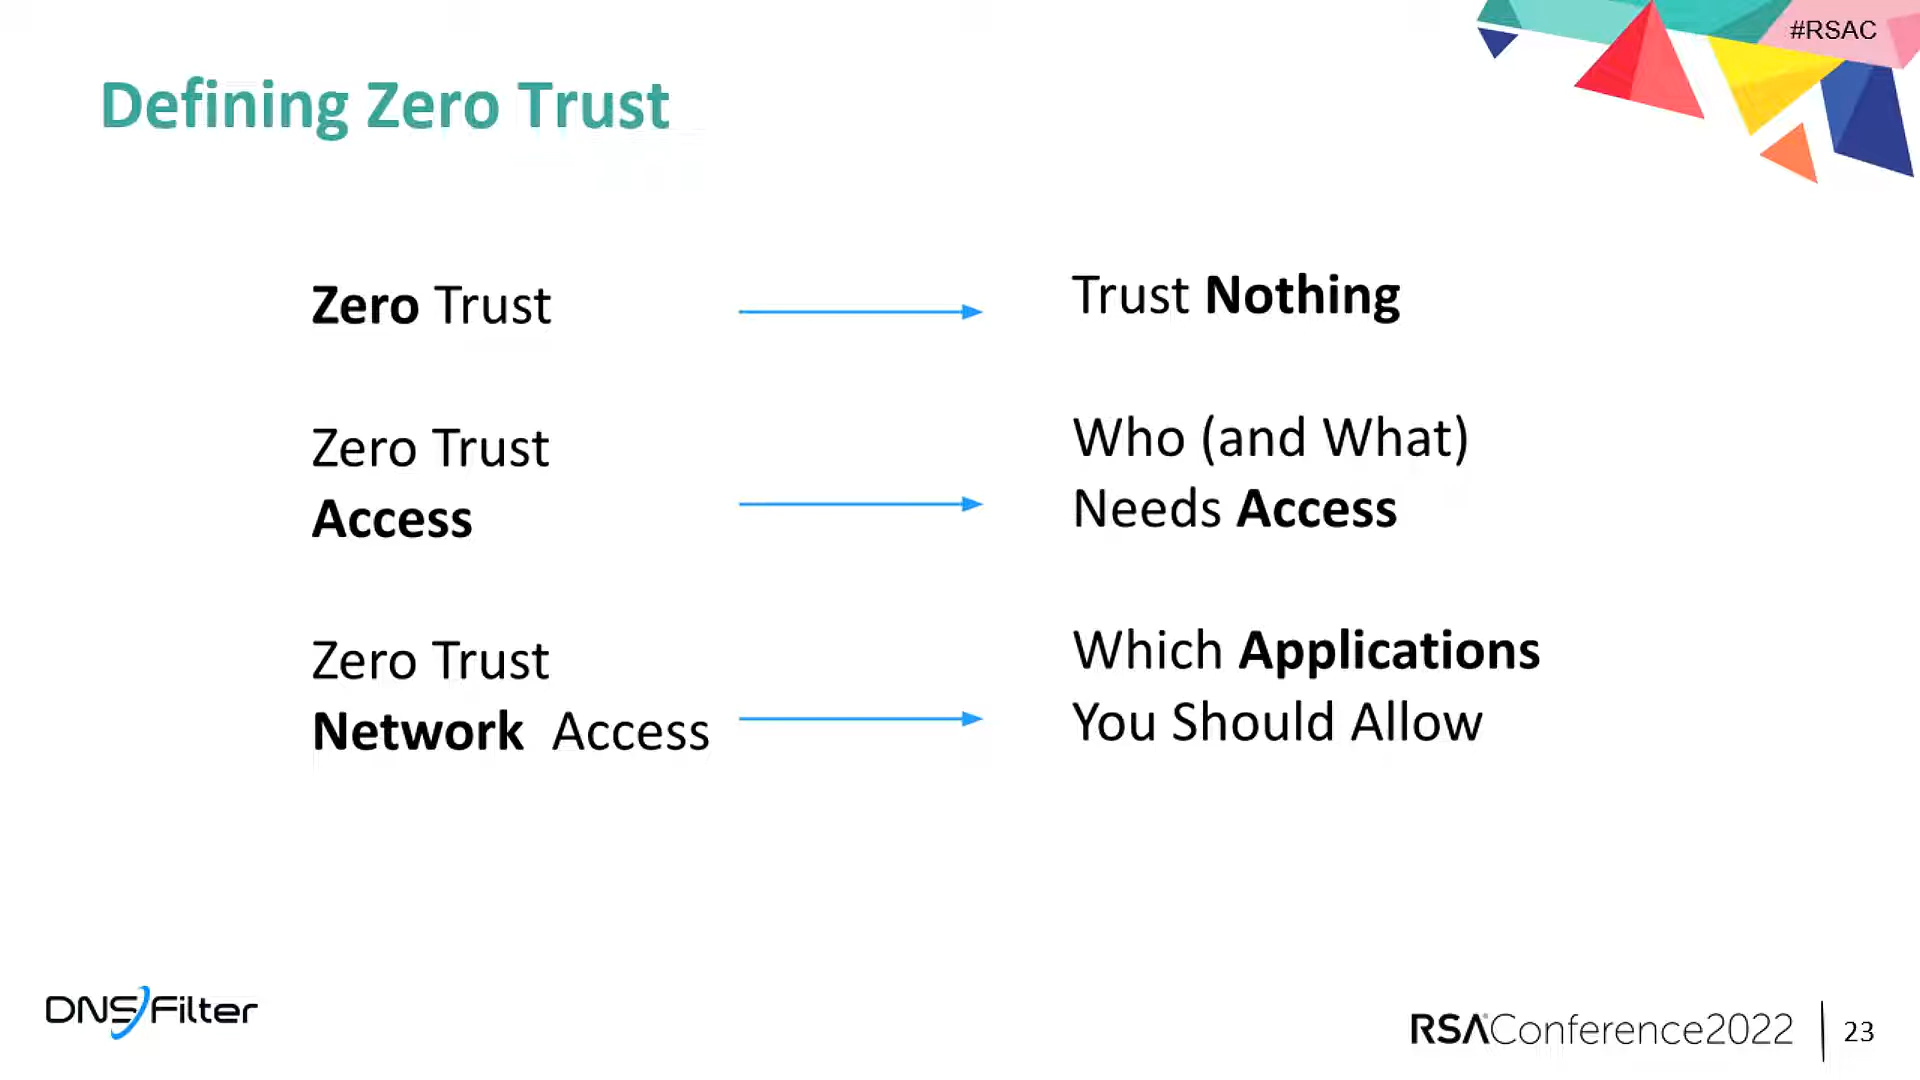 #RSAC
Defining Zero Trust
Zero Trust
Trust Nothing
Zero Trust
Access
Who (and What)
Needs Access
Zero Trust
Network Access
Which Applications
You Should Allow
DNSFilter
RSAConference2022
23